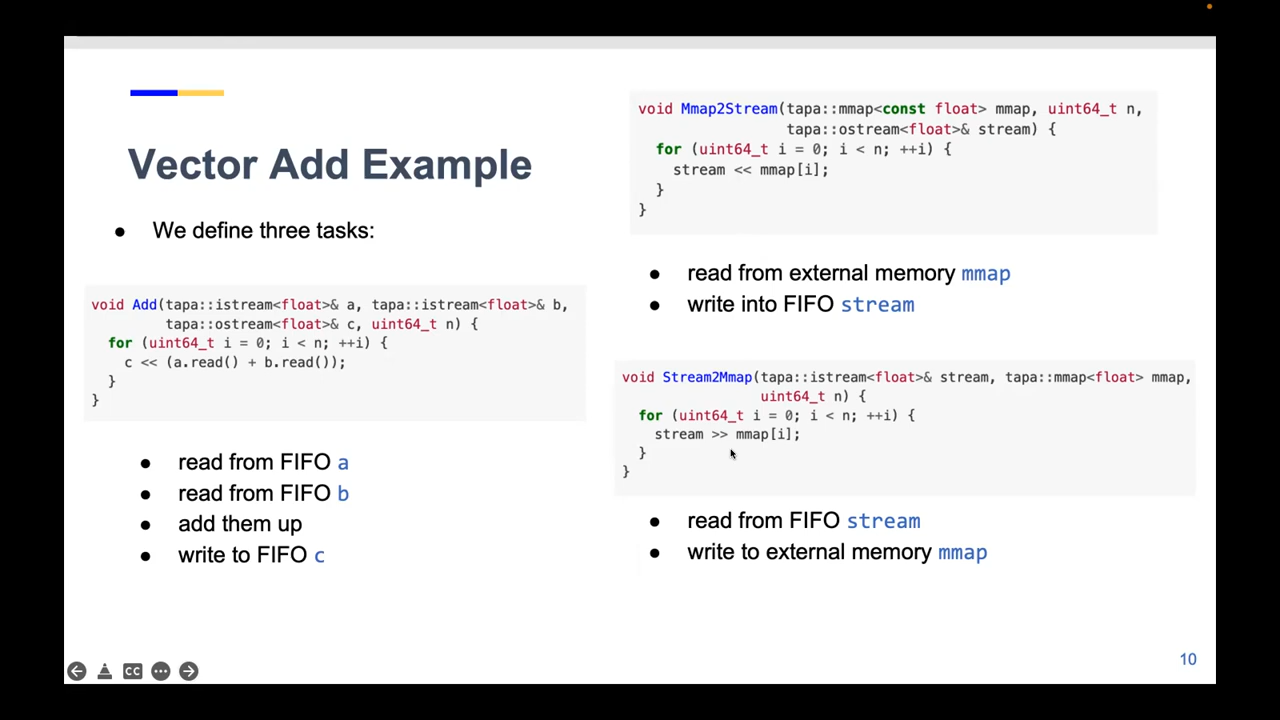 Vector Add Example
● We define three tasks:
void Add(tapa::istream<float>& a, tapa::istream<float>& b,
tapa::ostream<float>& c, uint64_t n) {
for (uint64_t i = 0; i < n; ++i) {
c << (a.read() + b.read());
}
}
● read from FIFO a
● read from FIFO b
● add them up
● write to FIFO c
void Mmap2Stream(tapa::mmap<const float> mmap, uint64_t n,
tapa::ostream<float>& stream) {
for (uint64_t i = 0; i < n; ++i) {
stream << mmap[i];
}
}
● read from external memory mmap
● write into FIFO stream
void Stream2Mmap(tapa::istream<float>& stream, tapa::mmap<float> mmap,
uint64_t n) {
for (uint64_t i = 0; i < n; ++i) {
stream >> mmap[i];
}
}
● read from FIFO stream
● write to external memory mmap
CC
10